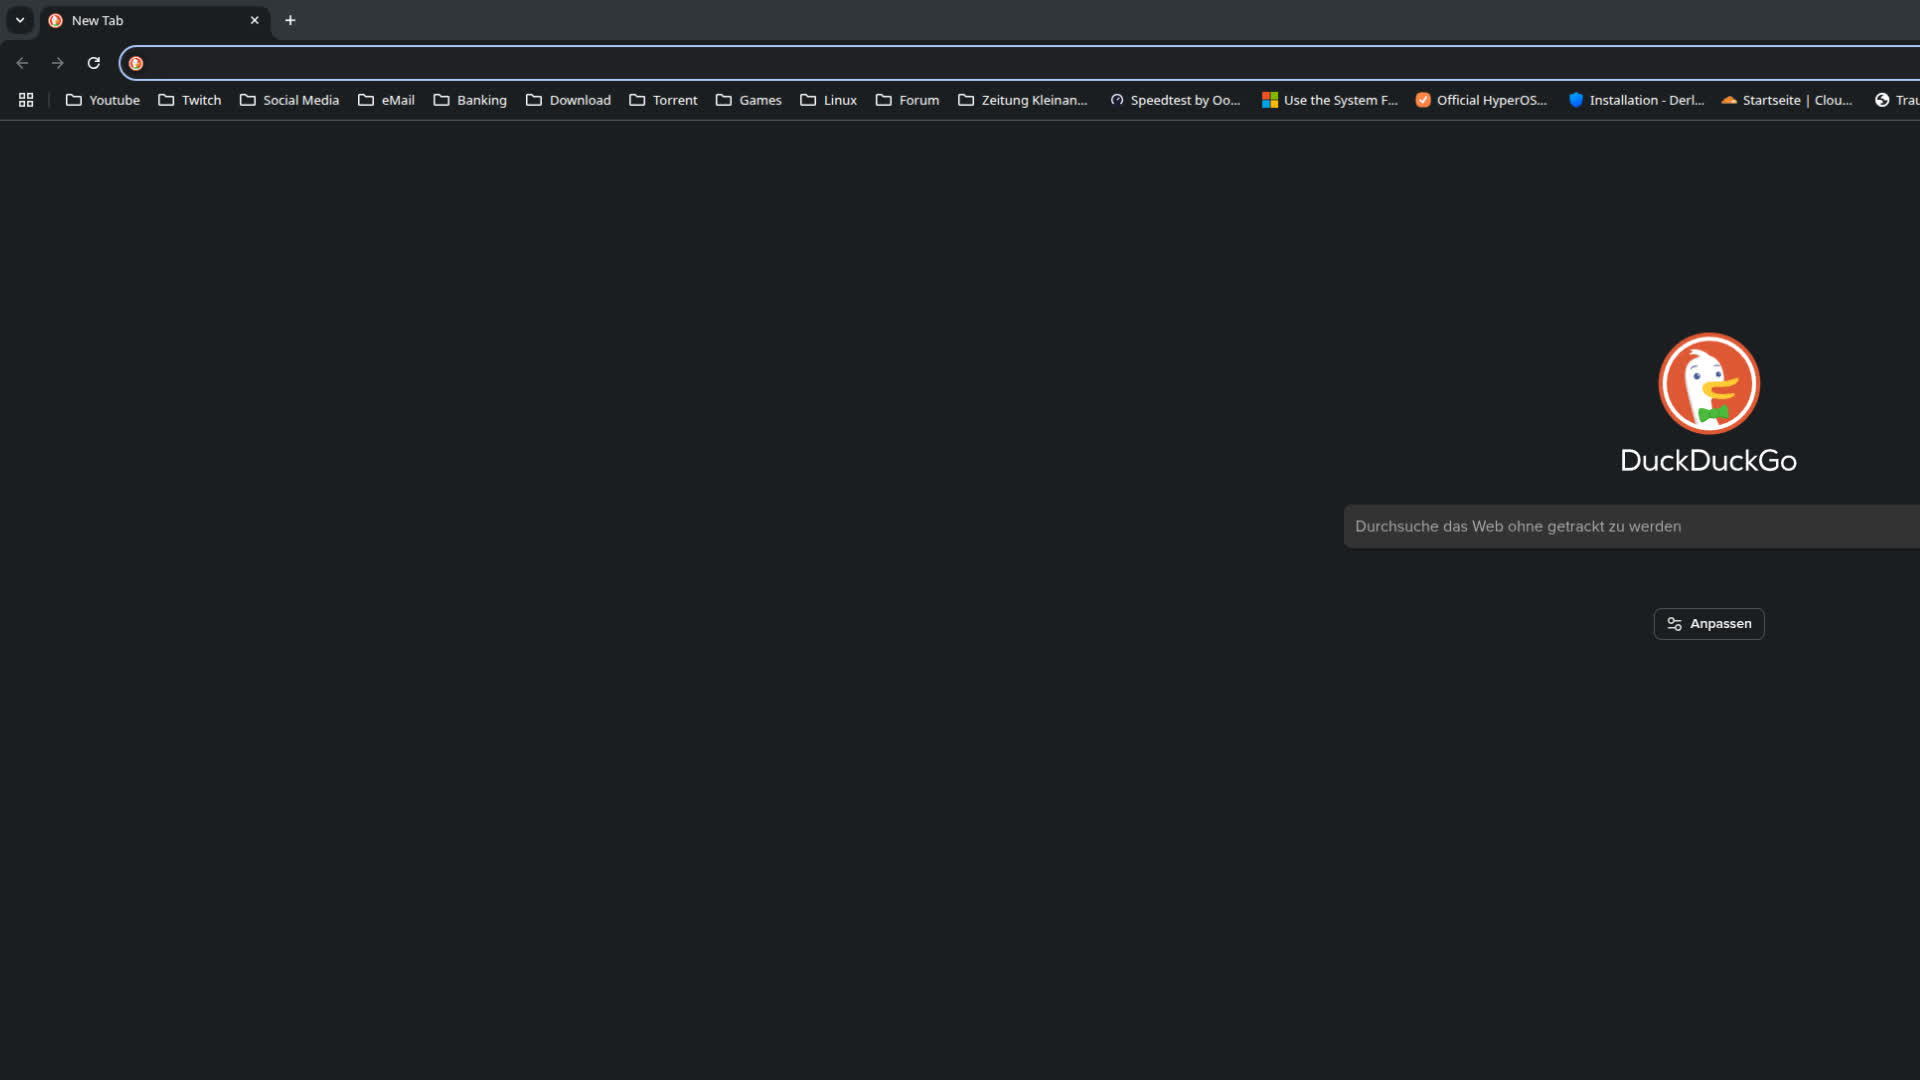 New Tab
Youtube Twitch Social Media eMail Banking Download Torrent Games Linux Forum Zeitung Kleinan... Speedtest by Oo... Use the System F... Official HyperOS... Installation - Derl... Startseite | Clou... Trau
DuckDuckGo
Durchsuche das Web ohne getrackt zu werden
Anpassen